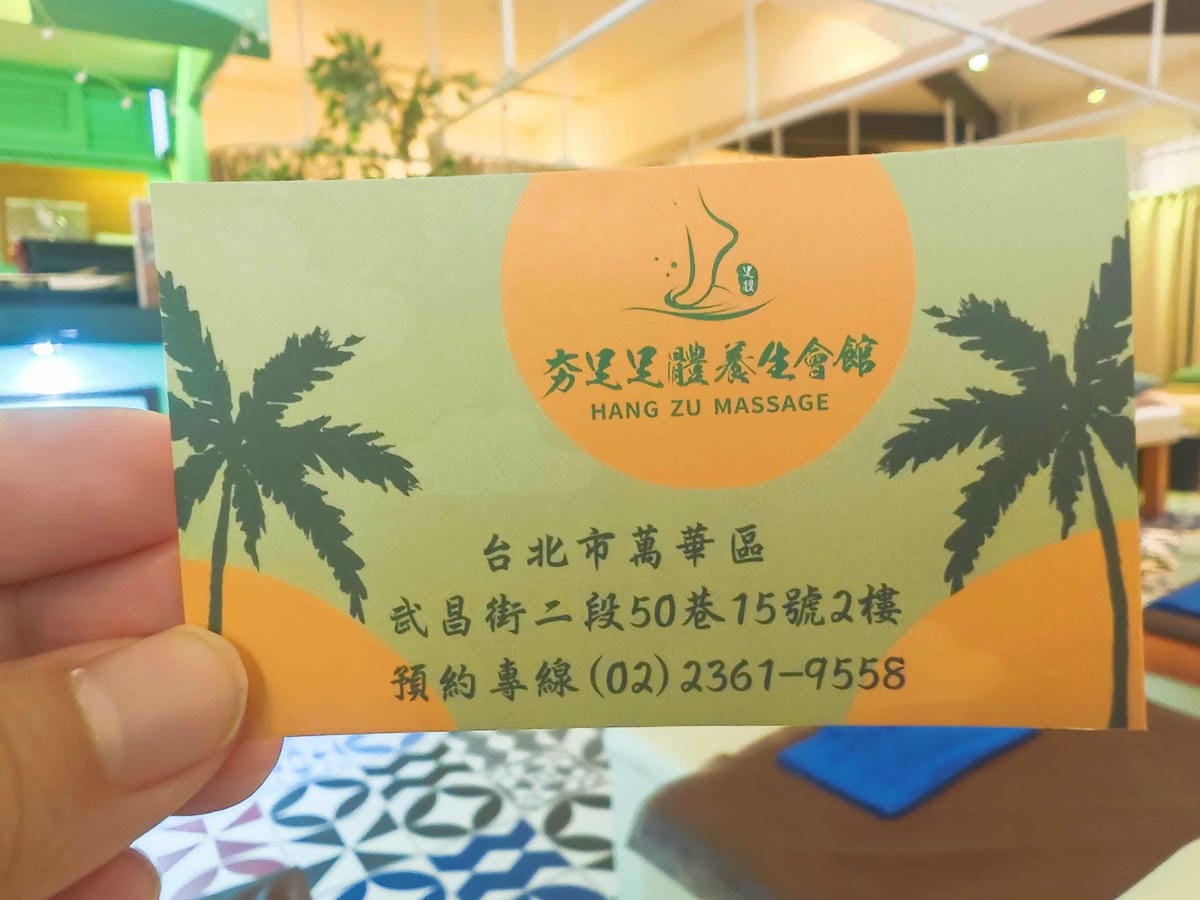 夯足足體養生會館
HANG ZU MASSAGE
台北市萬華區
武昌街二段50巷15號2樓
預約專線(02)2361-9558